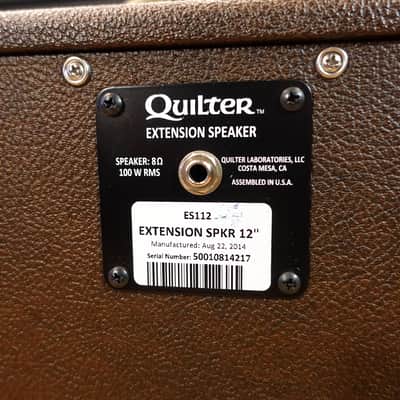 QUILTER™
EXTENSION SPEAKER
SPEAKER: 8Ω
100 W RMS
QUILTER LABORATORIES, LLC
COSTA MESA, CA
ASSEMBLED IN U.S.A.
ES112
EXTENSION SPKR 12"
Manufactured: Aug 22, 2014
Serial Number: 50010814217